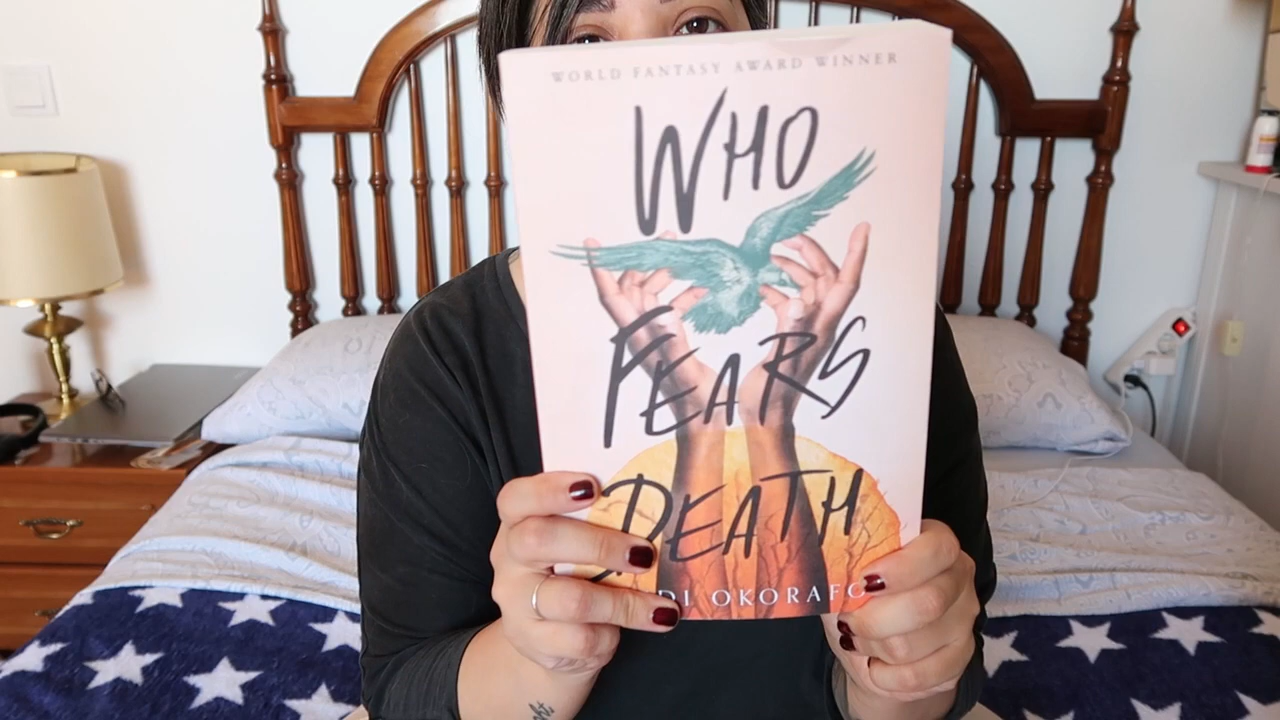 WORLD FANTASY AWARD WINNER
WHO
FEARS
DEATH
DI OKORAFO